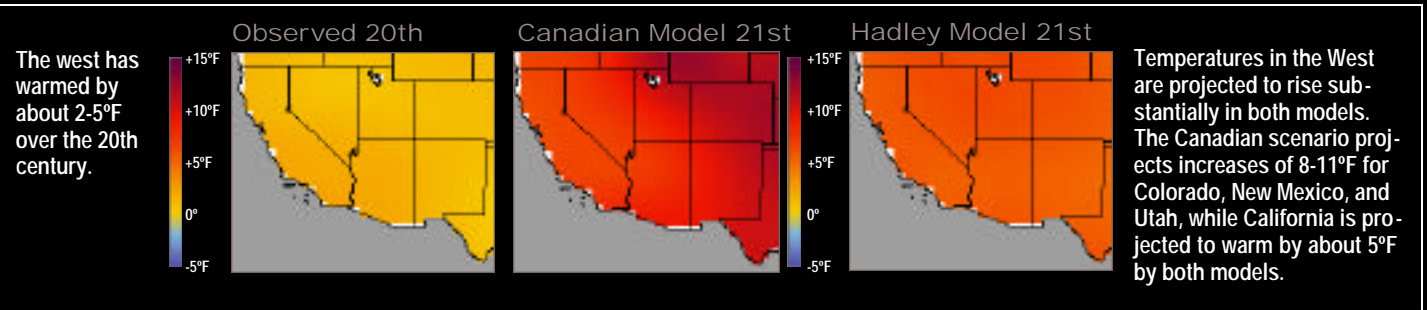 The west has
warmed by
about 2-5ºF
over the 20th
century.
Observed 20th
+15ºF
+10ºF
+5ºF
0º
-5ºF
Canadian Model 21st
+15ºF
+10ºF
+5ºF
0º
-5ºF
Hadley Model 21st
Temperatures in the West
are projected to rise sub-
stantially in both models.
The Canadian scenario proj-
ects increases of 8-11ºF for
Colorado, New Mexico, and
Utah, while California is pro-
jected to warm by about 5ºF
by both models.